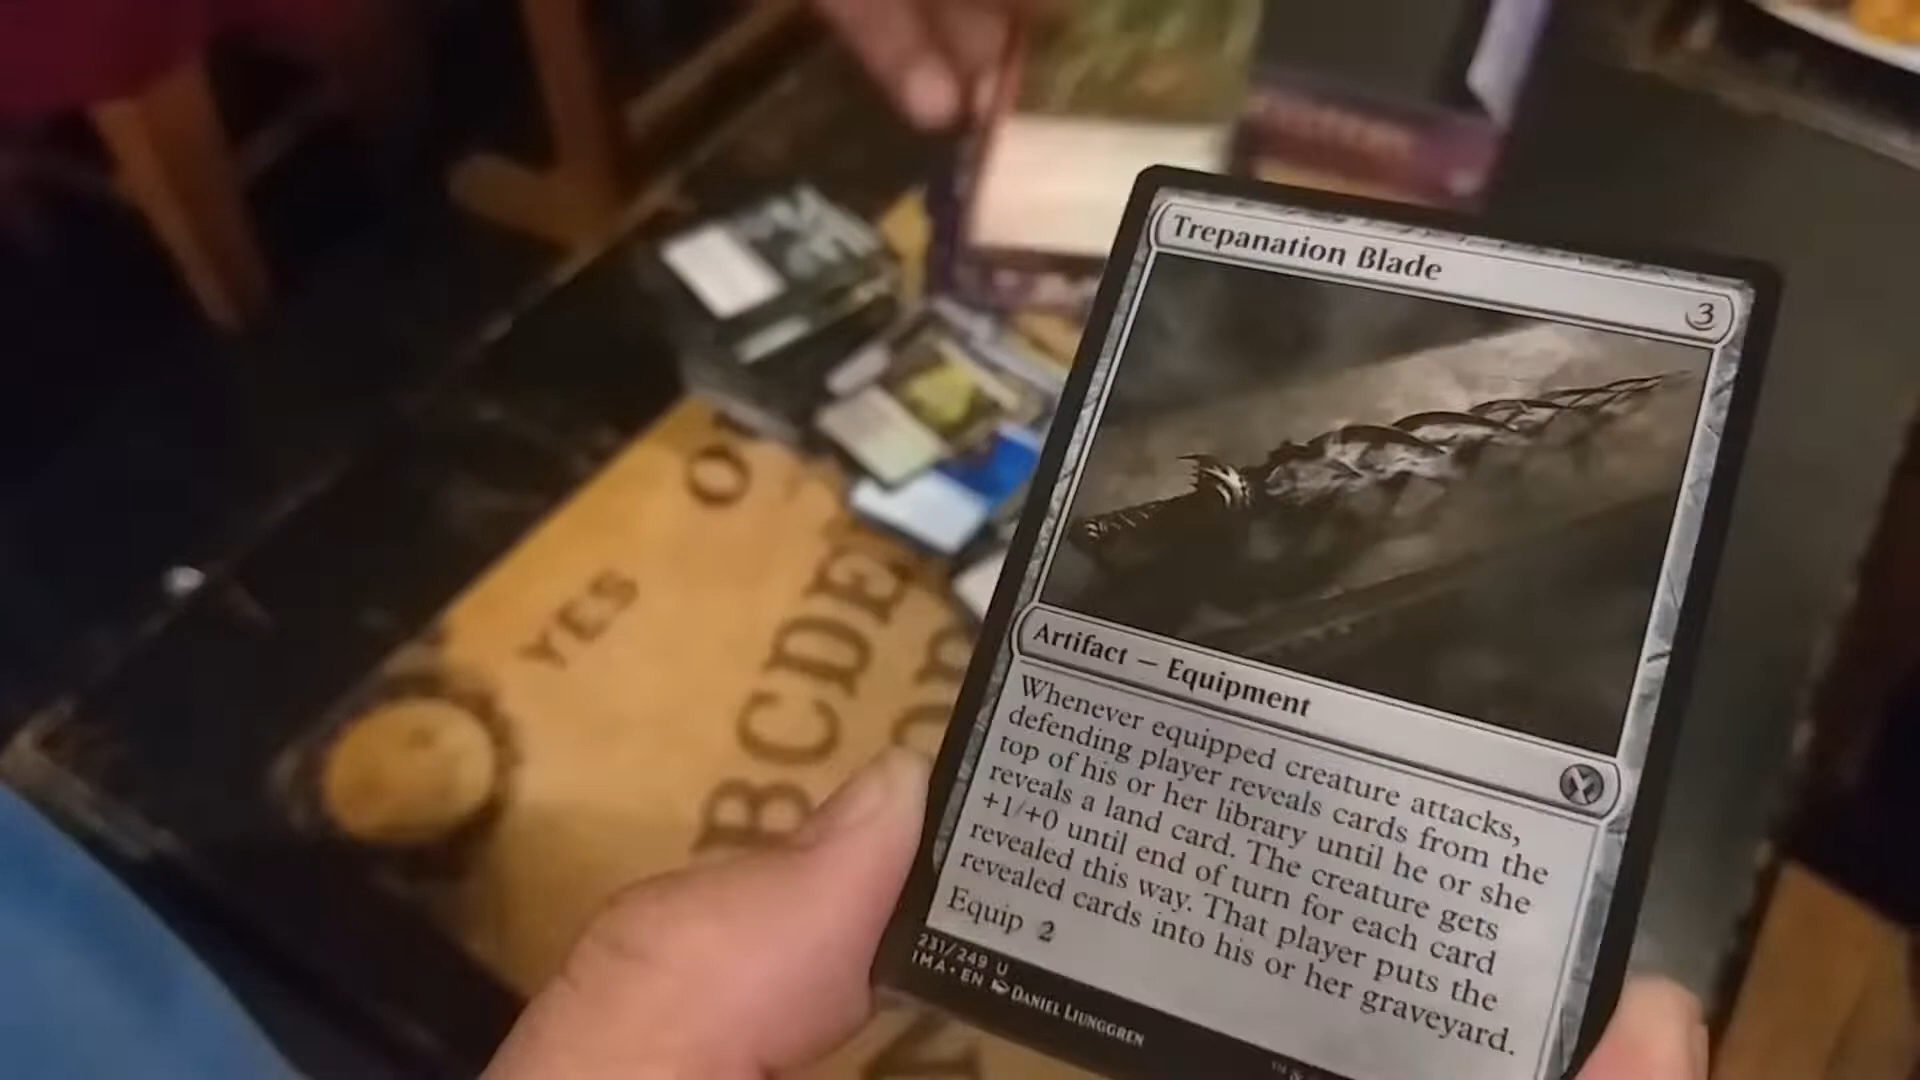 Trepanation Blade
3
Artifact — Equipment
Whenever equipped creature attacks,
defending player reveals cards from the
top of his or her library until he or she
reveals a land card. The creature gets
+1/+0 until end of turn for each card
revealed this way. That player puts the
revealed cards into his or her graveyard.
Equip 2
231/249 U
IMA • EN DANIEL LJUNGGREN
YES
BCDE